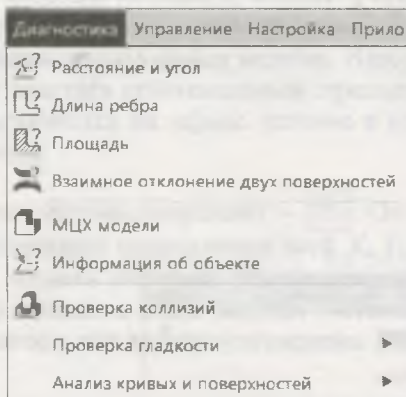 Диагностика Управление Настройка Прило
Расстояние и угол
Длина ребра
Площадь
Взаимное отклонение двух поверхностей
МЦХ модели
Информация об объекте
Проверка коллизий
Проверка гладкости
Анализ кривых и поверхностей